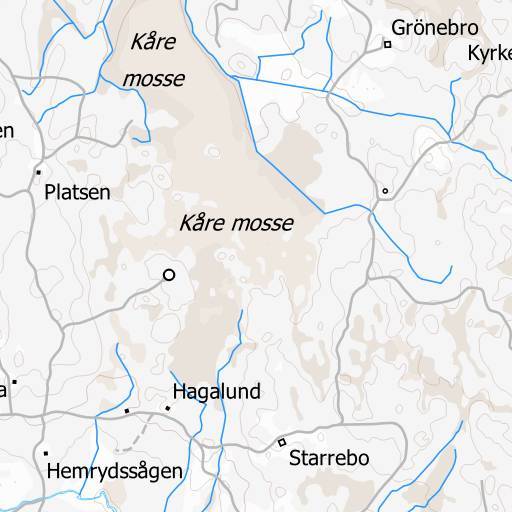 Kåre
mosse
Grönebro
Kyrke
en
Platsen
Kåre mosse
a
Hagalund
Starrebo
Hemrydssågen